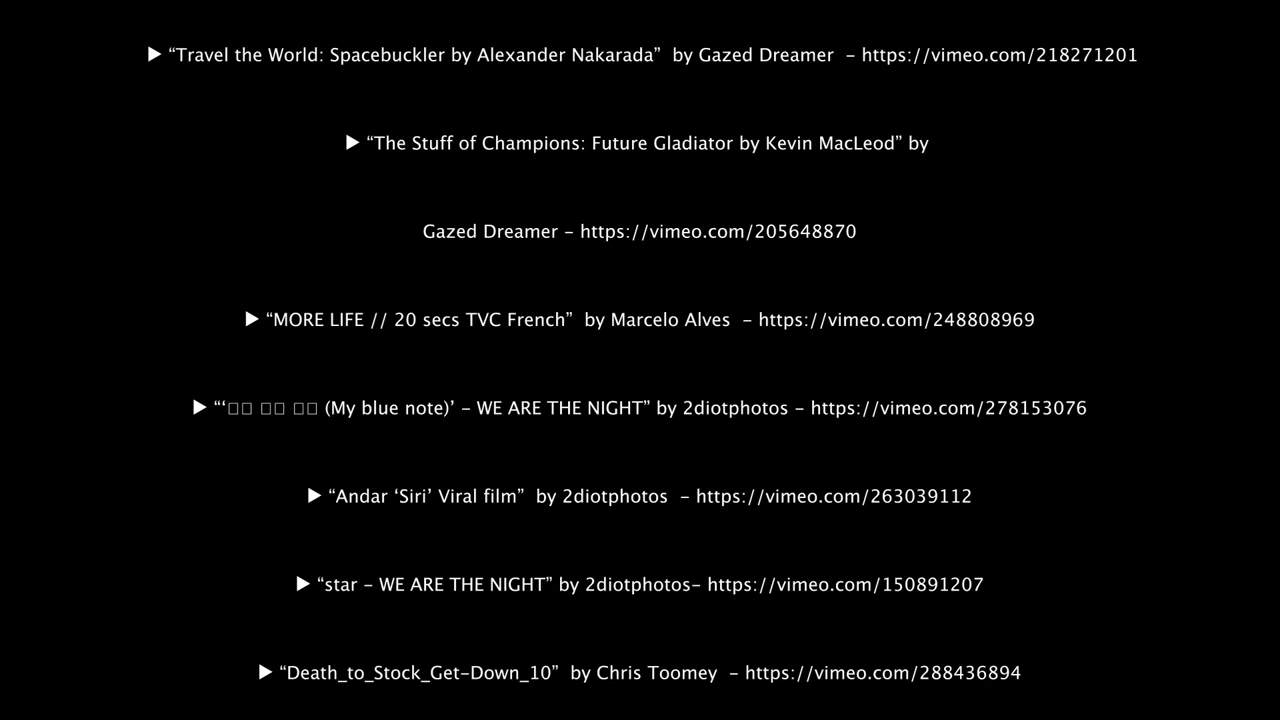 ▶ “Travel the World: Spacebuckler by Alexander Nakarada”  by Gazed Dreamer  – https://vimeo.com/218271201
▶ “The Stuff of Champions: Future Gladiator by Kevin MacLeod” by
Gazed Dreamer – https://vimeo.com/205648870
▶ “MORE LIFE // 20 secs TVC French”  by Marcelo Alves  – https://vimeo.com/248808969
▶ “‘□□ □□ □□ (My blue note)’ – WE ARE THE NIGHT” by 2diotphotos – https://vimeo.com/278153076
▶ “Andar ‘Siri’ Viral film”  by 2diotphotos  – https://vimeo.com/263039112
▶ “star – WE ARE THE NIGHT” by 2diotphotos– https://vimeo.com/150891207
▶ “Death_to_Stock_Get-Down_10”  by Chris Toomey  – https://vimeo.com/288436894